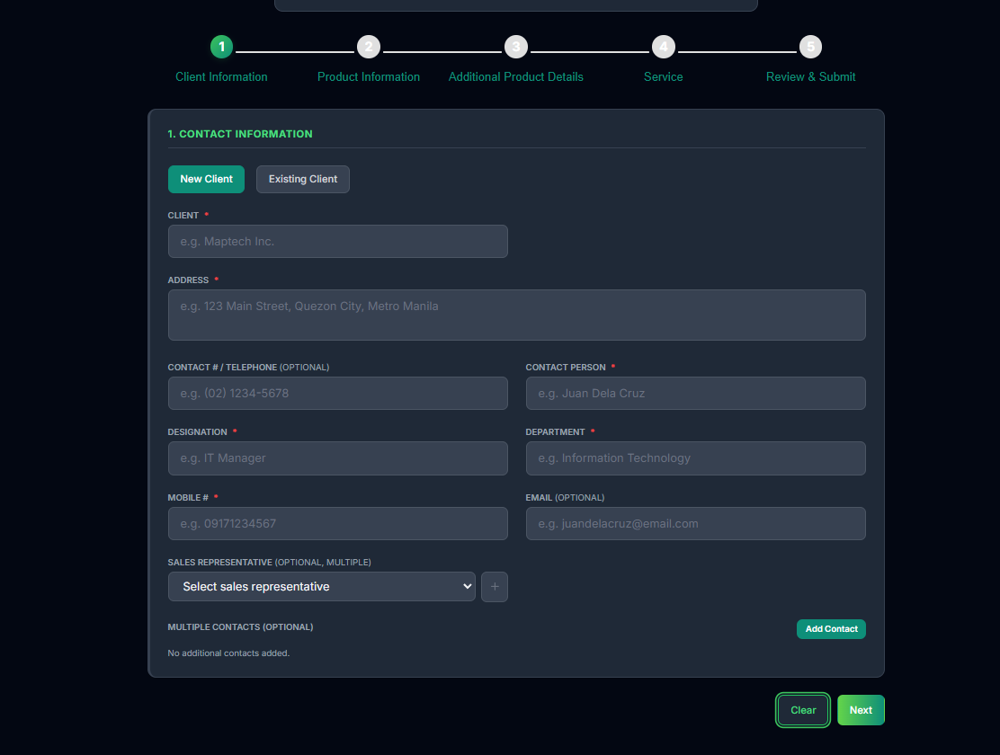 1 2 3 4 5
Client Information Product Information Additional Product Details Service Review & Submit
1. CONTACT INFORMATION
New Client Existing Client
CLIENT *
e.g. Maptech Inc.
ADDRESS *
e.g. 123 Main Street, Quezon City, Metro Manila
CONTACT # / TELEPHONE (OPTIONAL) CONTACT PERSON *
e.g. (02) 1234-5678 e.g. Juan Dela Cruz
DESIGNATION * DEPARTMENT *
e.g. IT Manager e.g. Information Technology
MOBILE # * EMAIL (OPTIONAL)
e.g. 09171234567 e.g. juandelacruz@email.com
SALES REPRESENTATIVE (OPTIONAL, MULTIPLE)
Select sales representative +
MULTIPLE CONTACTS (OPTIONAL) Add Contact
No additional contacts added.
Clear Next